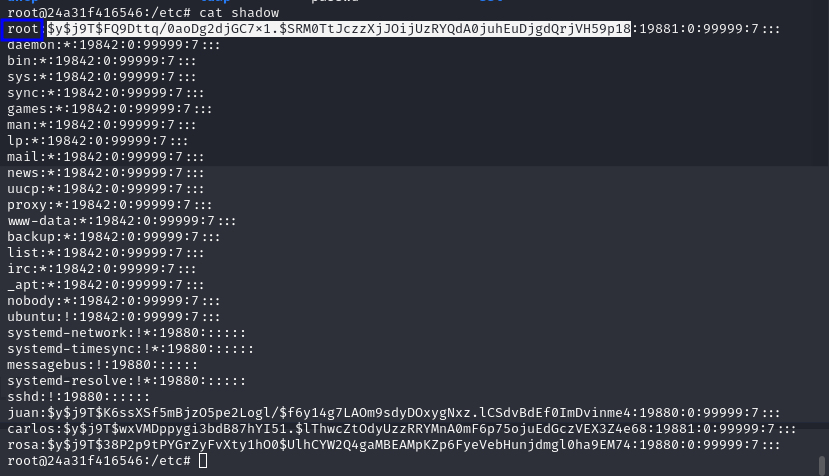 root@24a31f416546:/etc# cat shadow
root:$y$j9T$FQ9Dttq/0aoDg2djGC7×1.$SRM0TtJczzXjJOijUzRYQdA0juhEuDjgdQrjVH59p18:19881:0:99999:7:::
daemon:*:19842:0:99999:7:::
bin:*:19842:0:99999:7:::
sys:*:19842:0:99999:7:::
sync:*:19842:0:99999:7:::
games:*:19842:0:99999:7:::
man:*:19842:0:99999:7:::
lp:*:19842:0:99999:7:::
mail:*:19842:0:99999:7:::
news:*:19842:0:99999:7:::
uucp:*:19842:0:99999:7:::
proxy:*:19842:0:99999:7:::
www-data:*:19842:0:99999:7:::
backup:*:19842:0:99999:7:::
list:*:19842:0:99999:7:::
irc:*:19842:0:99999:7:::
_apt:*:19842:0:99999:7:::
nobody:*:19842:0:99999:7:::
ubuntu:!:19842:0:99999:7:::
systemd-network:!*:19880::::::
systemd-timesync:!*:19880::::::
messagebus:!:19880::::::
systemd-resolve:!*:19880::::::
sshd:!:19880::::::
juan:$y$j9T$K6ssXSf5mBjzO5pe2Logl/$f6y14g7LAOm9sdyDOxygNxz.lCSdvBdEf0ImDvinme4:19880:0:99999:7:::
carlos:$y$j9T$wxVMDppygi3bdB87hYI51.$lThwcZtOdyUzzRRYMnA0mF6p75ojuEdGczVEX3Z4e68:19881:0:99999:7:::
rosa:$y$j9T$38P2p9tPYGrZyFvXty1hO0$UlhCYW2Q4gaMBEAMpKZp6FyeVebHunjdmgl0ha9EM74:19880:0:99999:7:::
root@24a31f416546:/etc#